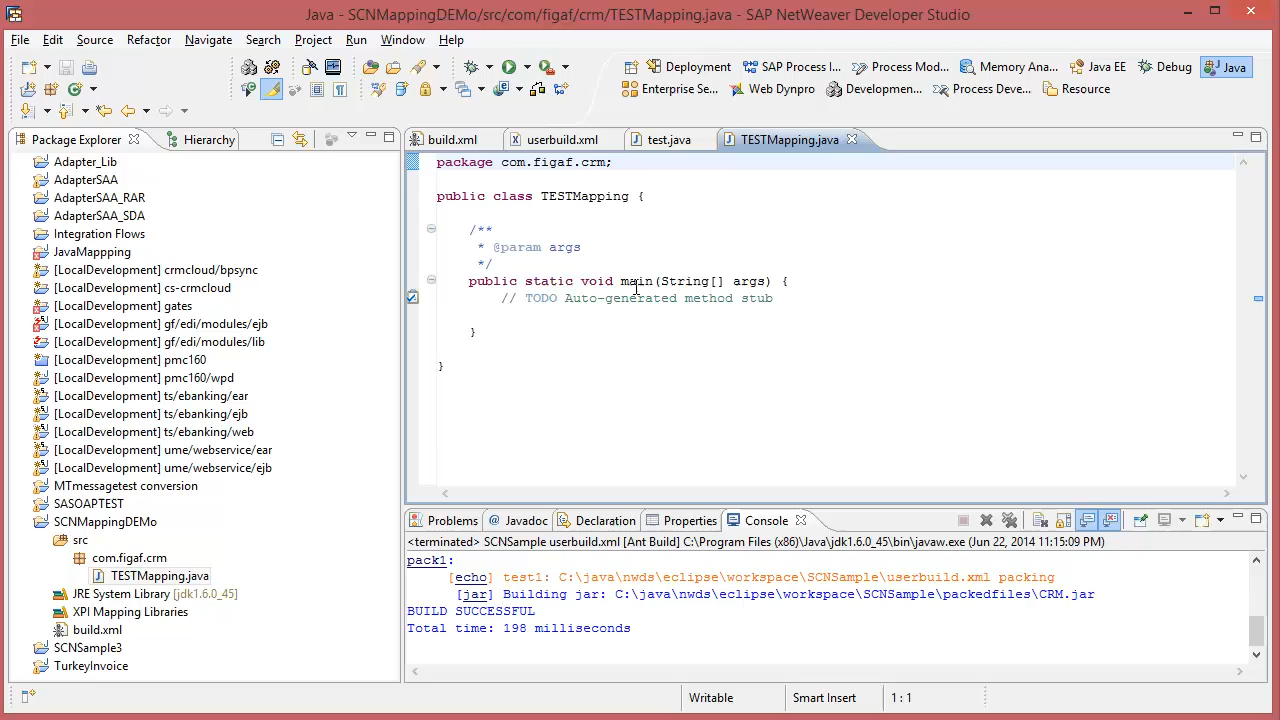 Java - SCNMappingDEMo/src/com/figaf/crm/TESTMapping.java - SAP NetWeaver Developer Studio
File Edit Source Refactor Navigate Search Project Run Window Help
Deployment SAP Process I... Process Mod... Memory Ana... Java EE Debug Java
Enterprise Se... Web Dynpro Developmen... Process Deve... Resource
Package Explorer Hierarchy
build.xml userbuild.xml test.java TESTMapping.java
Adapter_Lib
AdapterSAA
AdapterSAA_RAR
AdapterSAA_SDA
Integration Flows
JavaMappping
[LocalDevelopment] crmcloud/bpsync
[LocalDevelopment] cs-crmcloud
[LocalDevelopment] gates
[LocalDevelopment] gf/edi/modules/ejb
[LocalDevelopment] gf/edi/modules/lib
[LocalDevelopment] pmc160
[LocalDevelopment] pmc160/wpd
[LocalDevelopment] ts/ebanking/ear
[LocalDevelopment] ts/ebanking/ejb
[LocalDevelopment] ts/ebanking/web
[LocalDevelopment] ume/webservice/ear
[LocalDevelopment] ume/webservice/ejb
MTmessagetest conversion
SASOAPTEST
SCNMappingDEMo
src
com.figaf.crm
TESTMapping.java
JRE System Library [jdk1.6.0_45]
XPI Mapping Libraries
build.xml
SCNSample3
TurkeyInvoice
package com.figaf.crm;
public class TESTMapping {
/**
* @param args
*/
public static void main(String[] args) {
// TODO Auto-generated method stub
}
}
Problems Javadoc Declaration Properties Console
<terminated> SCNSample userbuild.xml [Ant Build] C:\Program Files (x86)\Java\jdk1.6.0_45\bin\javaw.exe (Jun 22, 2014 11:15:09 PM)
pack1:
[echo] test1: C:\java\nwds\eclipse\workspace\SCNSample\userbuild.xml packing
[jar] Building jar: C:\java\nwds\eclipse\workspace\SCNSample\packedfiles\CRM.jar
BUILD SUCCESSFUL
Total time: 198 milliseconds
Writable Smart Insert 1 : 1